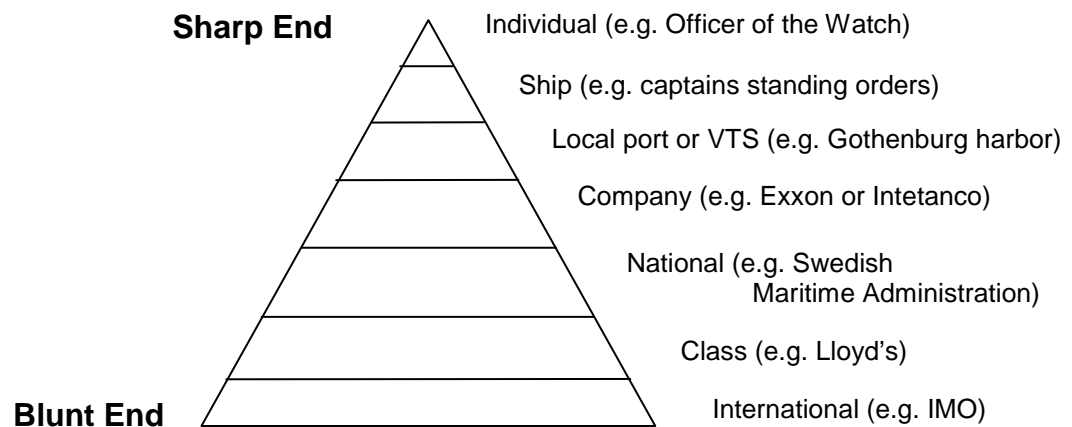 Sharp End
Individual (e.g. Officer of the Watch)
Ship (e.g. captains standing orders)
Local port or VTS (e.g. Gothenburg harbor)
Company (e.g. Exxon or Intetanco)
National (e.g. Swedish
Maritime Administration)
Class (e.g. Lloyd's)
Blunt End
International (e.g. IMO)